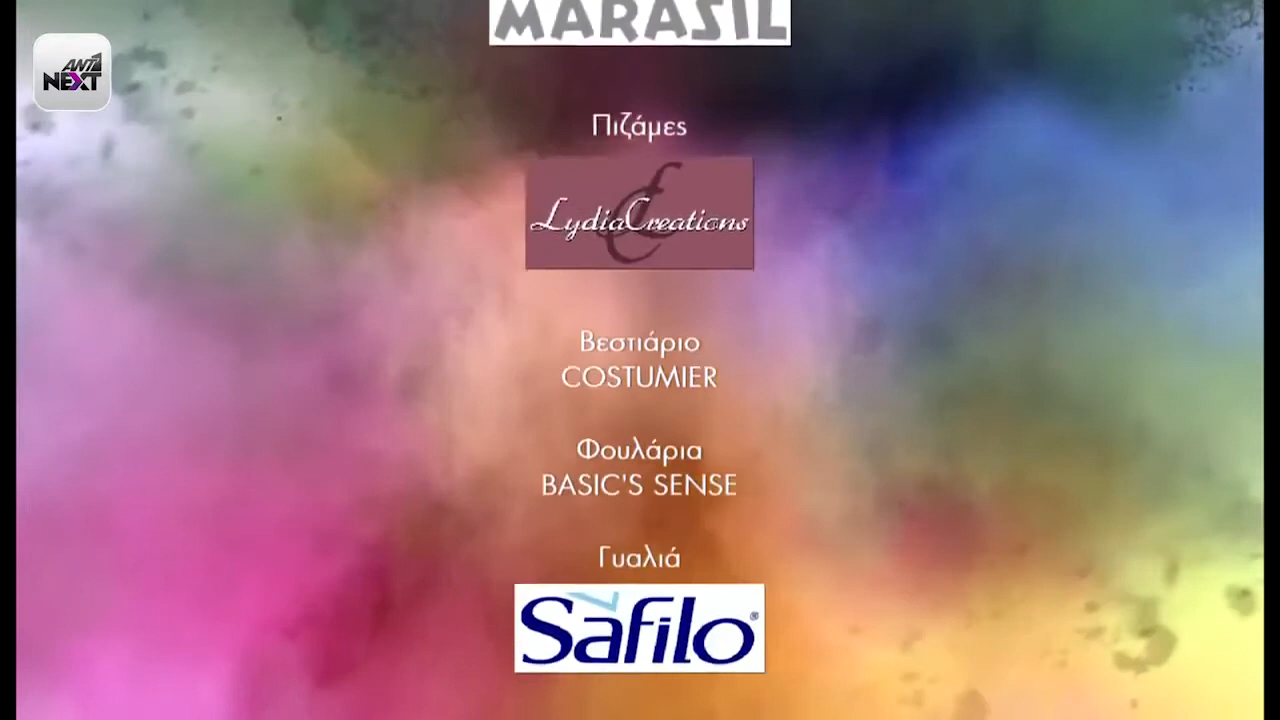 MARASIL
ANT1
NEXT
Πιζάμες
LydiaCreations
Βεστιάριο
COSTUMIER
Φουλάρια
BASIC'S SENSE
Γυαλιά
Safilo®